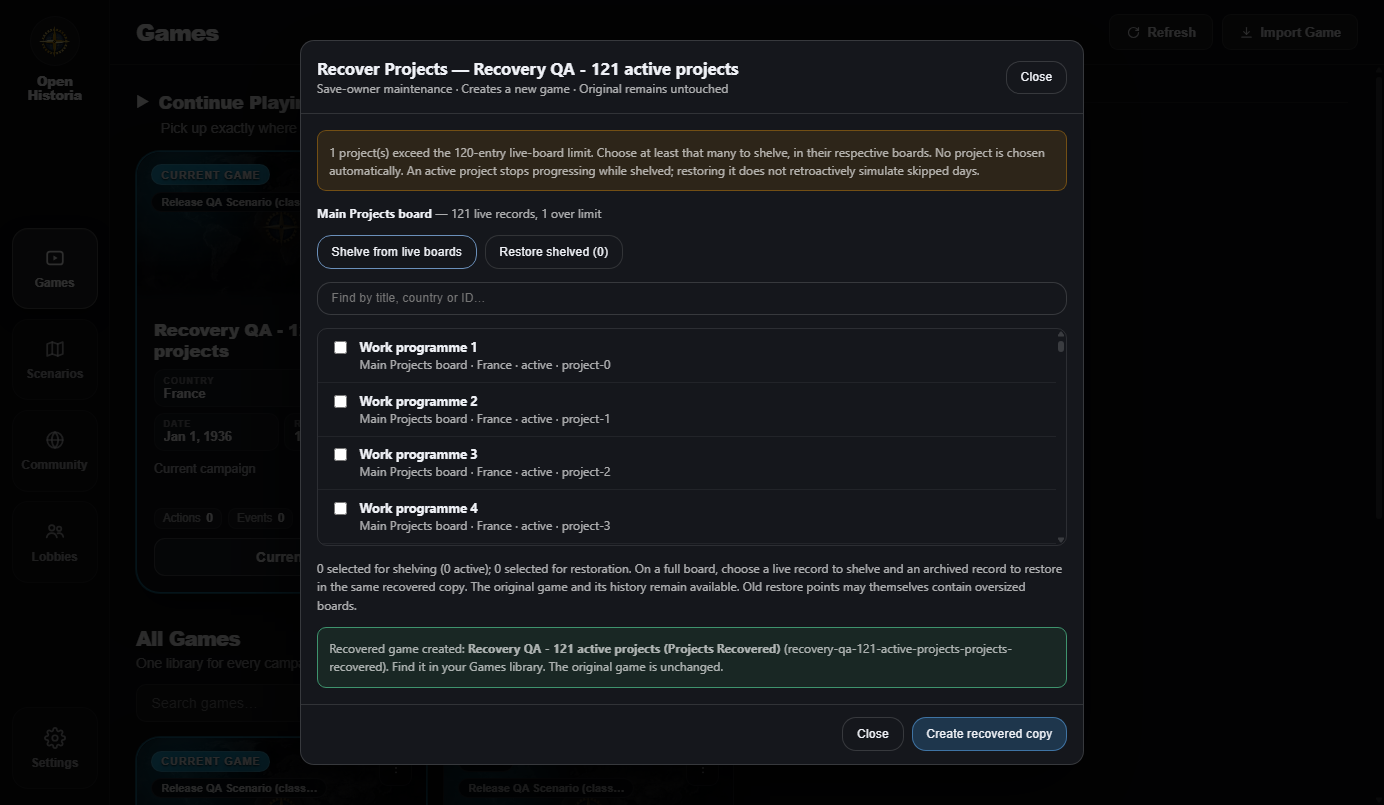 Open
Historia
Games
Scenarios
Community
Lobbies
Settings
Games
Refresh
Import Game
Continue Playin
Pick up exactly where
CURRENT GAME
Release QA Scenario (clas
Recovery QA - 1
projects
COUNTRY
France
DATE
Jan 1, 1936
Current campaign
Actions 0
Events 0
Curren
All Games
One library for every campa
Search games...
CURRENT GAME
Release QA Scenario (class...
Release QA Scenario (class...
Recover Projects — Recovery QA - 121 active projects
Save-owner maintenance · Creates a new game · Original remains untouched
Close
1 project(s) exceed the 120-entry live-board limit. Choose at least that many to shelve, in their respective boards. No project is chosen
automatically. An active project stops progressing while shelved; restoring it does not retroactively simulate skipped days.
Main Projects board — 121 live records, 1 over limit
Shelve from live boards
Restore shelved (0)
Find by title, country or ID…
Work programme 1
Main Projects board · France · active · project-0
Work programme 2
Main Projects board · France · active · project-1
Work programme 3
Main Projects board · France · active · project-2
Work programme 4
Main Projects board · France · active · project-3
0 selected for shelving (0 active); 0 selected for restoration. On a full board, choose a live record to shelve and an archived record to restore
in the same recovered copy. The original game and its history remain available. Old restore points may themselves contain oversized
boards.
Recovered game created: Recovery QA - 121 active projects (Projects Recovered) (recovery-qa-121-active-projects-projects-
recovered). Find it in your Games library. The original game is unchanged.
Close
Create recovered copy